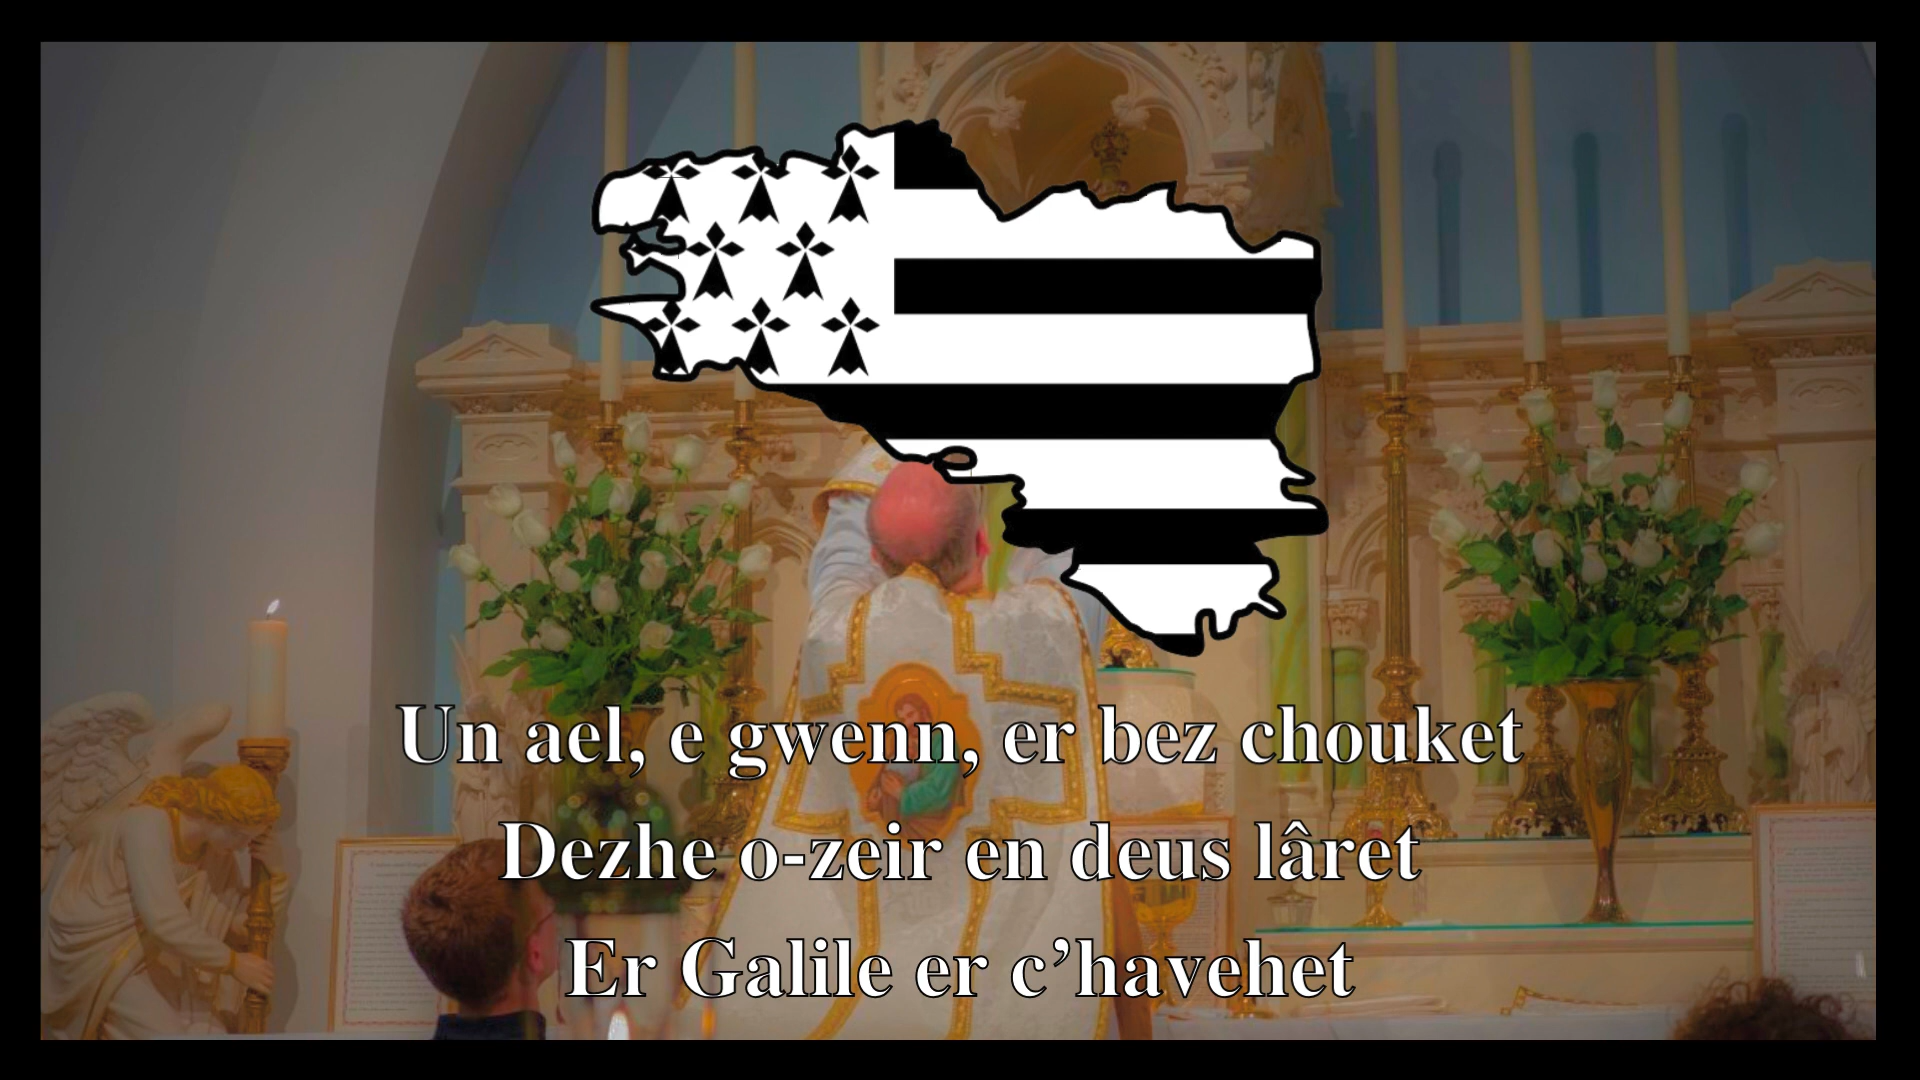 Un ael, e gwenn, er bez chouket
Dezhe o-zeir en deus lâret
Er Galile er c’havehet